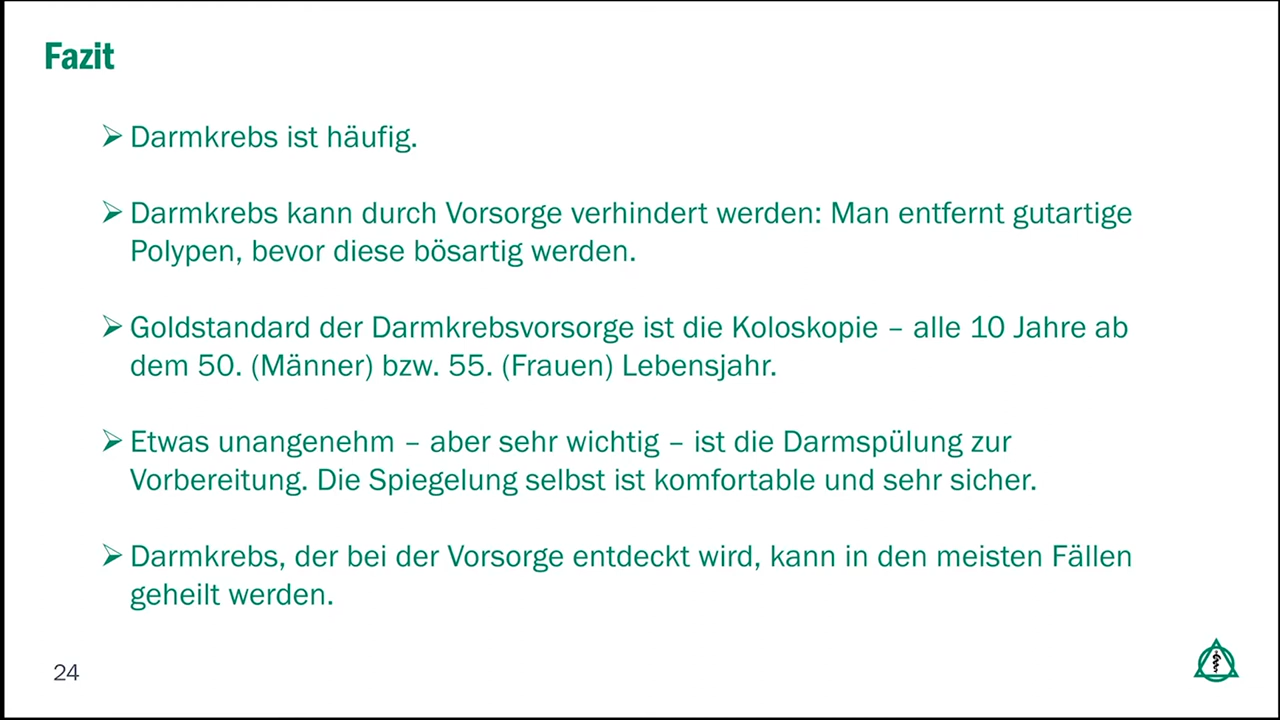 Fazit
➢ Darmkrebs ist häufig.
➢ Darmkrebs kann durch Vorsorge verhindert werden: Man entfernt gutartige
Polypen, bevor diese bösartig werden.
➢ Goldstandard der Darmkrebsvorsorge ist die Koloskopie – alle 10 Jahre ab
dem 50. (Männer) bzw. 55. (Frauen) Lebensjahr.
➢ Etwas unangenehm – aber sehr wichtig – ist die Darmspülung zur
Vorbereitung. Die Spiegelung selbst ist komfortable und sehr sicher.
➢ Darmkrebs, der bei der Vorsorge entdeckt wird, kann in den meisten Fällen
geheilt werden.
24